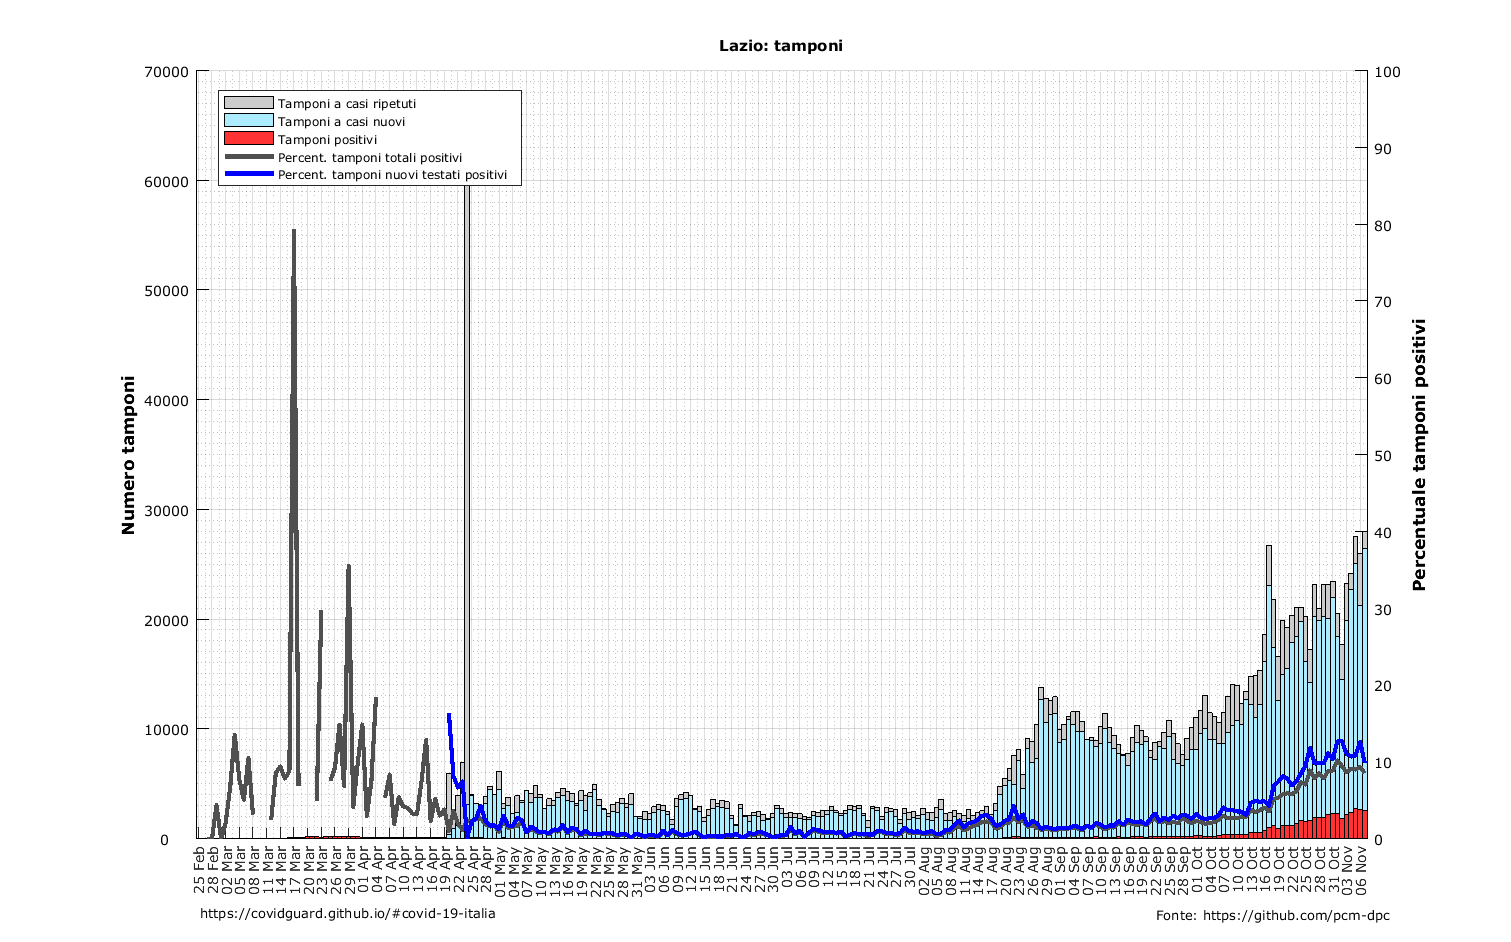 Lazio: tamponi
Tamponi a casi ripetuti
Tamponi a casi nuovi
Tamponi positivi
Percent. tamponi totali positivi
Percent. tamponi nuovi testati positivi
Numero tamponi
70000
60000
50000
40000
30000
20000
10000
0
Percentuale tamponi positivi
100
90
80
70
60
50
40
30
20
10
0
25 Feb
28 Feb
02 Mar
05 Mar
08 Mar
11 Mar
14 Mar
17 Mar
20 Mar
23 Mar
26 Mar
29 Mar
01 Apr
04 Apr
07 Apr
10 Apr
13 Apr
16 Apr
19 Apr
22 Apr
25 Apr
28 Apr
01 May
04 May
07 May
10 May
13 May
16 May
19 May
22 May
25 May
28 May
31 May
03 Jun
06 Jun
09 Jun
12 Jun
15 Jun
18 Jun
21 Jun
24 Jun
27 Jun
30 Jun
03 Jul
06 Jul
09 Jul
12 Jul
15 Jul
18 Jul
21 Jul
24 Jul
27 Jul
30 Jul
02 Aug
05 Aug
08 Aug
11 Aug
14 Aug
17 Aug
20 Aug
23 Aug
26 Aug
29 Aug
01 Sep
04 Sep
07 Sep
10 Sep
13 Sep
16 Sep
19 Sep
22 Sep
25 Sep
28 Sep
01 Oct
04 Oct
07 Oct
10 Oct
13 Oct
16 Oct
19 Oct
22 Oct
25 Oct
28 Oct
31 Oct
03 Nov
06 Nov
https://covidguard.github.io/#covid-19-italia
Fonte: https://github.com/pcm-dpc